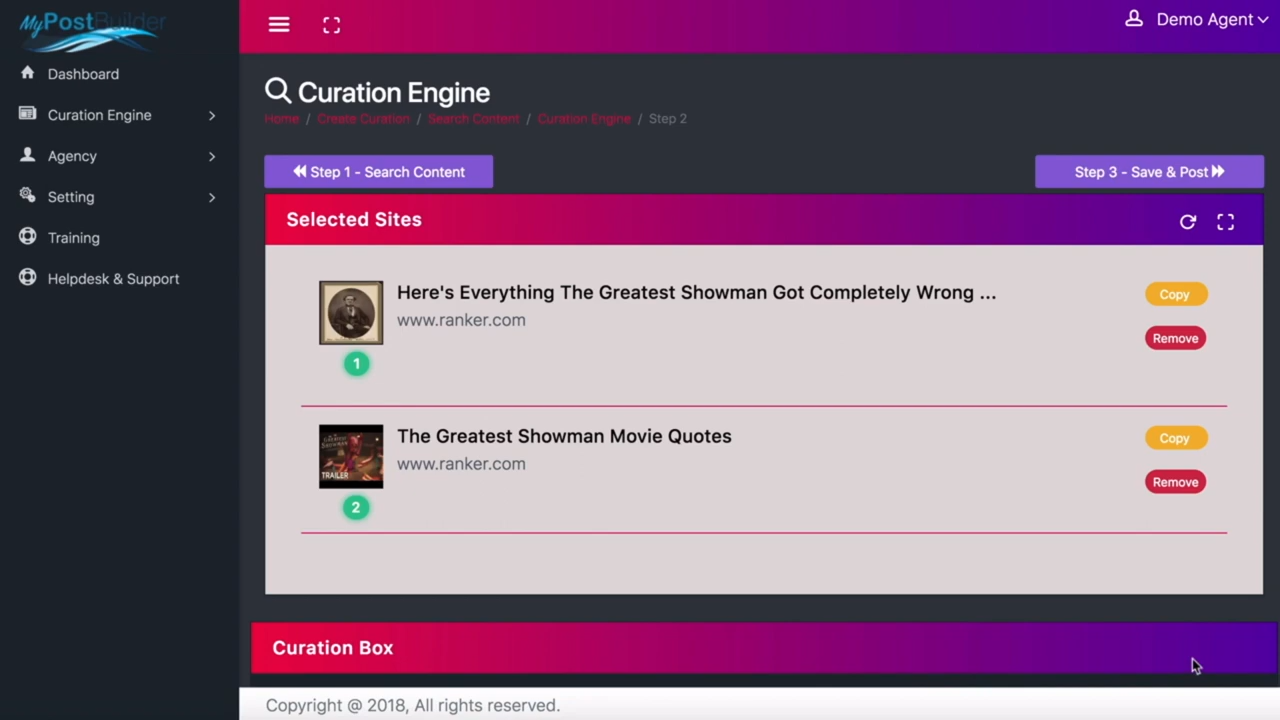 MyPostBuilder
Demo Agent
Dashboard
Curation Engine
Agency
Setting
Training
Helpdesk & Support
Curation Engine
Home / Create Curation / Search Content / Curation Engine / Step 2
Step 1 - Search Content
Step 3 - Save & Post
Selected Sites
Here's Everything The Greatest Showman Got Completely Wrong ...
www.ranker.com
Copy
Remove
1
The Greatest Showman Movie Quotes
www.ranker.com
Copy
Remove
TRAILER
2
Curation Box
Copyright @ 2018, All rights reserved.